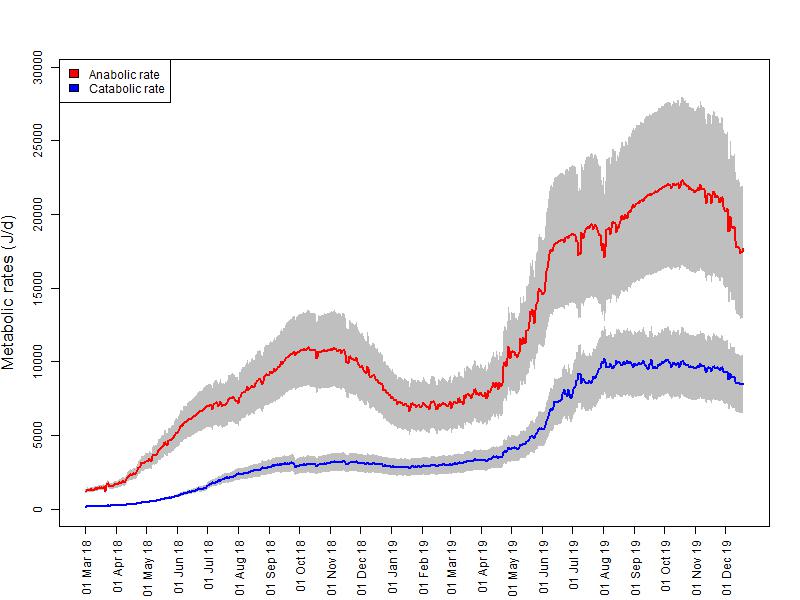 Anabolic rate
Catabolic rate
Metabolic rates (J/d)
30000
25000
20000
15000
10000
5000
0
01 Mar 18
01 Apr 18
01 May 18
01 Jun 18
01 Jul 18
01 Aug 18
01 Sep 18
01 Oct 18
01 Nov 18
01 Dec 18
01 Jan 19
01 Feb 19
01 Mar 19
01 Apr 19
01 May 19
01 Jun 19
01 Jul 19
01 Aug 19
01 Sep 19
01 Oct 19
01 Nov 19
01 Dec 19